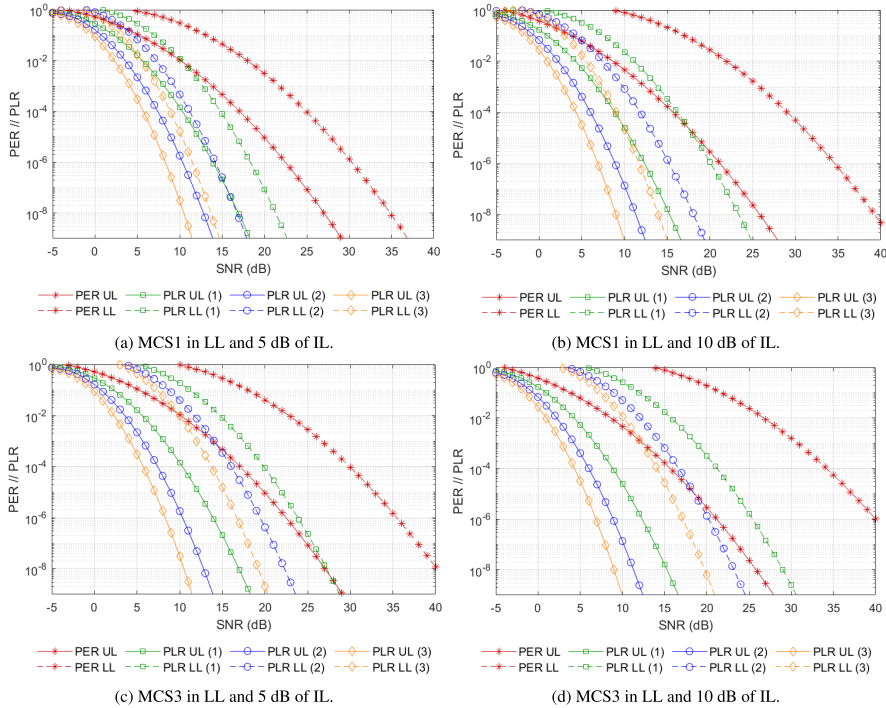 10^0
10^-2
10^-4
10^-6
10^-8
PER // PLR
-5 0 5 10 15 20 25 30 35 40
SNR (dB)
PER UL PLR UL (1) PLR UL (2) PLR UL (3)
PER LL PLR LL (1) PLR LL (2) PLR LL (3)
(a) MCS1 in LL and 5 dB of IL.
10^0
10^-2
10^-4
10^-6
10^-8
PER // PLR
-5 0 5 10 15 20 25 30 35 40
SNR (dB)
PER UL PLR UL (1) PLR UL (2) PLR UL (3)
PER LL PLR LL (1) PLR LL (2) PLR LL (3)
(b) MCS1 in LL and 10 dB of IL.
10^0
10^-2
10^-4
10^-6
10^-8
PER // PLR
-5 0 5 10 15 20 25 30 35 40
SNR (dB)
PER UL PLR UL (1) PLR UL (2) PLR UL (3)
PER LL PLR LL (1) PLR LL (2) PLR LL (3)
(c) MCS3 in LL and 5 dB of IL.
10^0
10^-2
10^-4
10^-6
10^-8
PER // PLR
-5 0 5 10 15 20 25 30 35 40
SNR (dB)
PER UL PLR UL (1) PLR UL (2) PLR UL (3)
PER LL PLR LL (1) PLR LL (2) PLR LL (3)
(d) MCS3 in LL and 10 dB of IL.